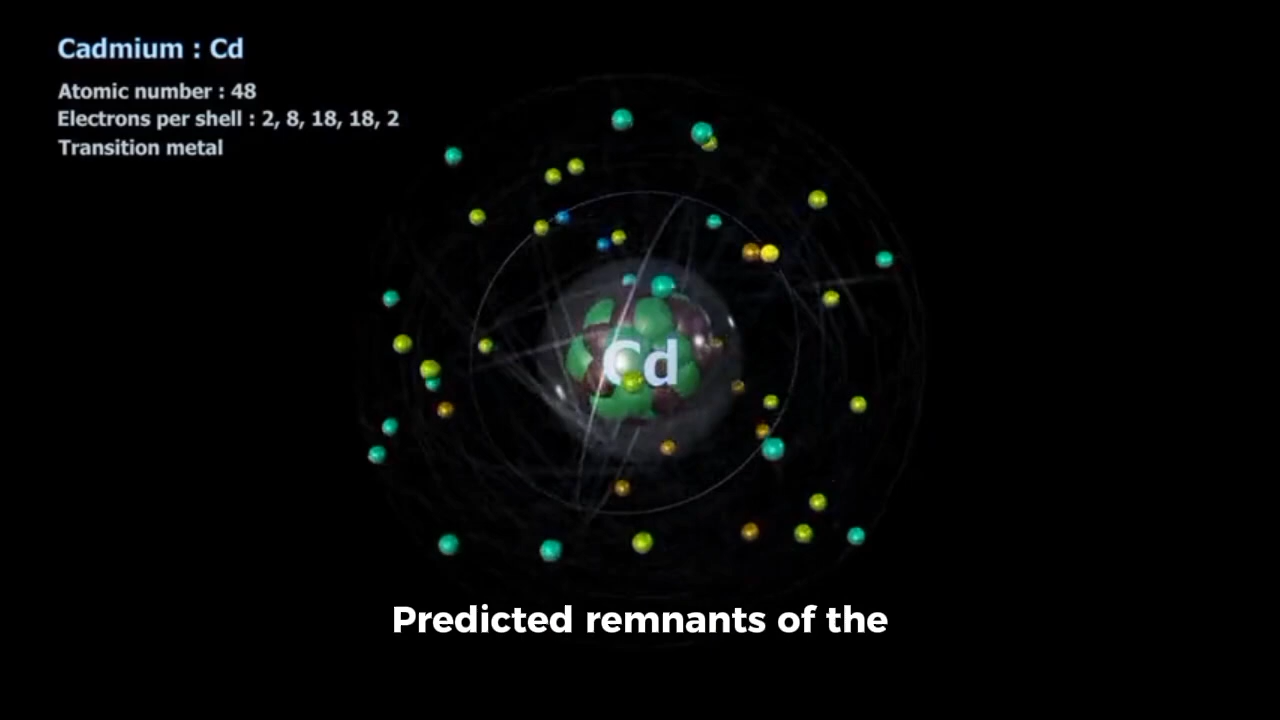 Cadmium : Cd
Atomic number : 48
Electrons per shell : 2, 8, 18, 18, 2
Transition metal
Cd
Predicted remnants of the